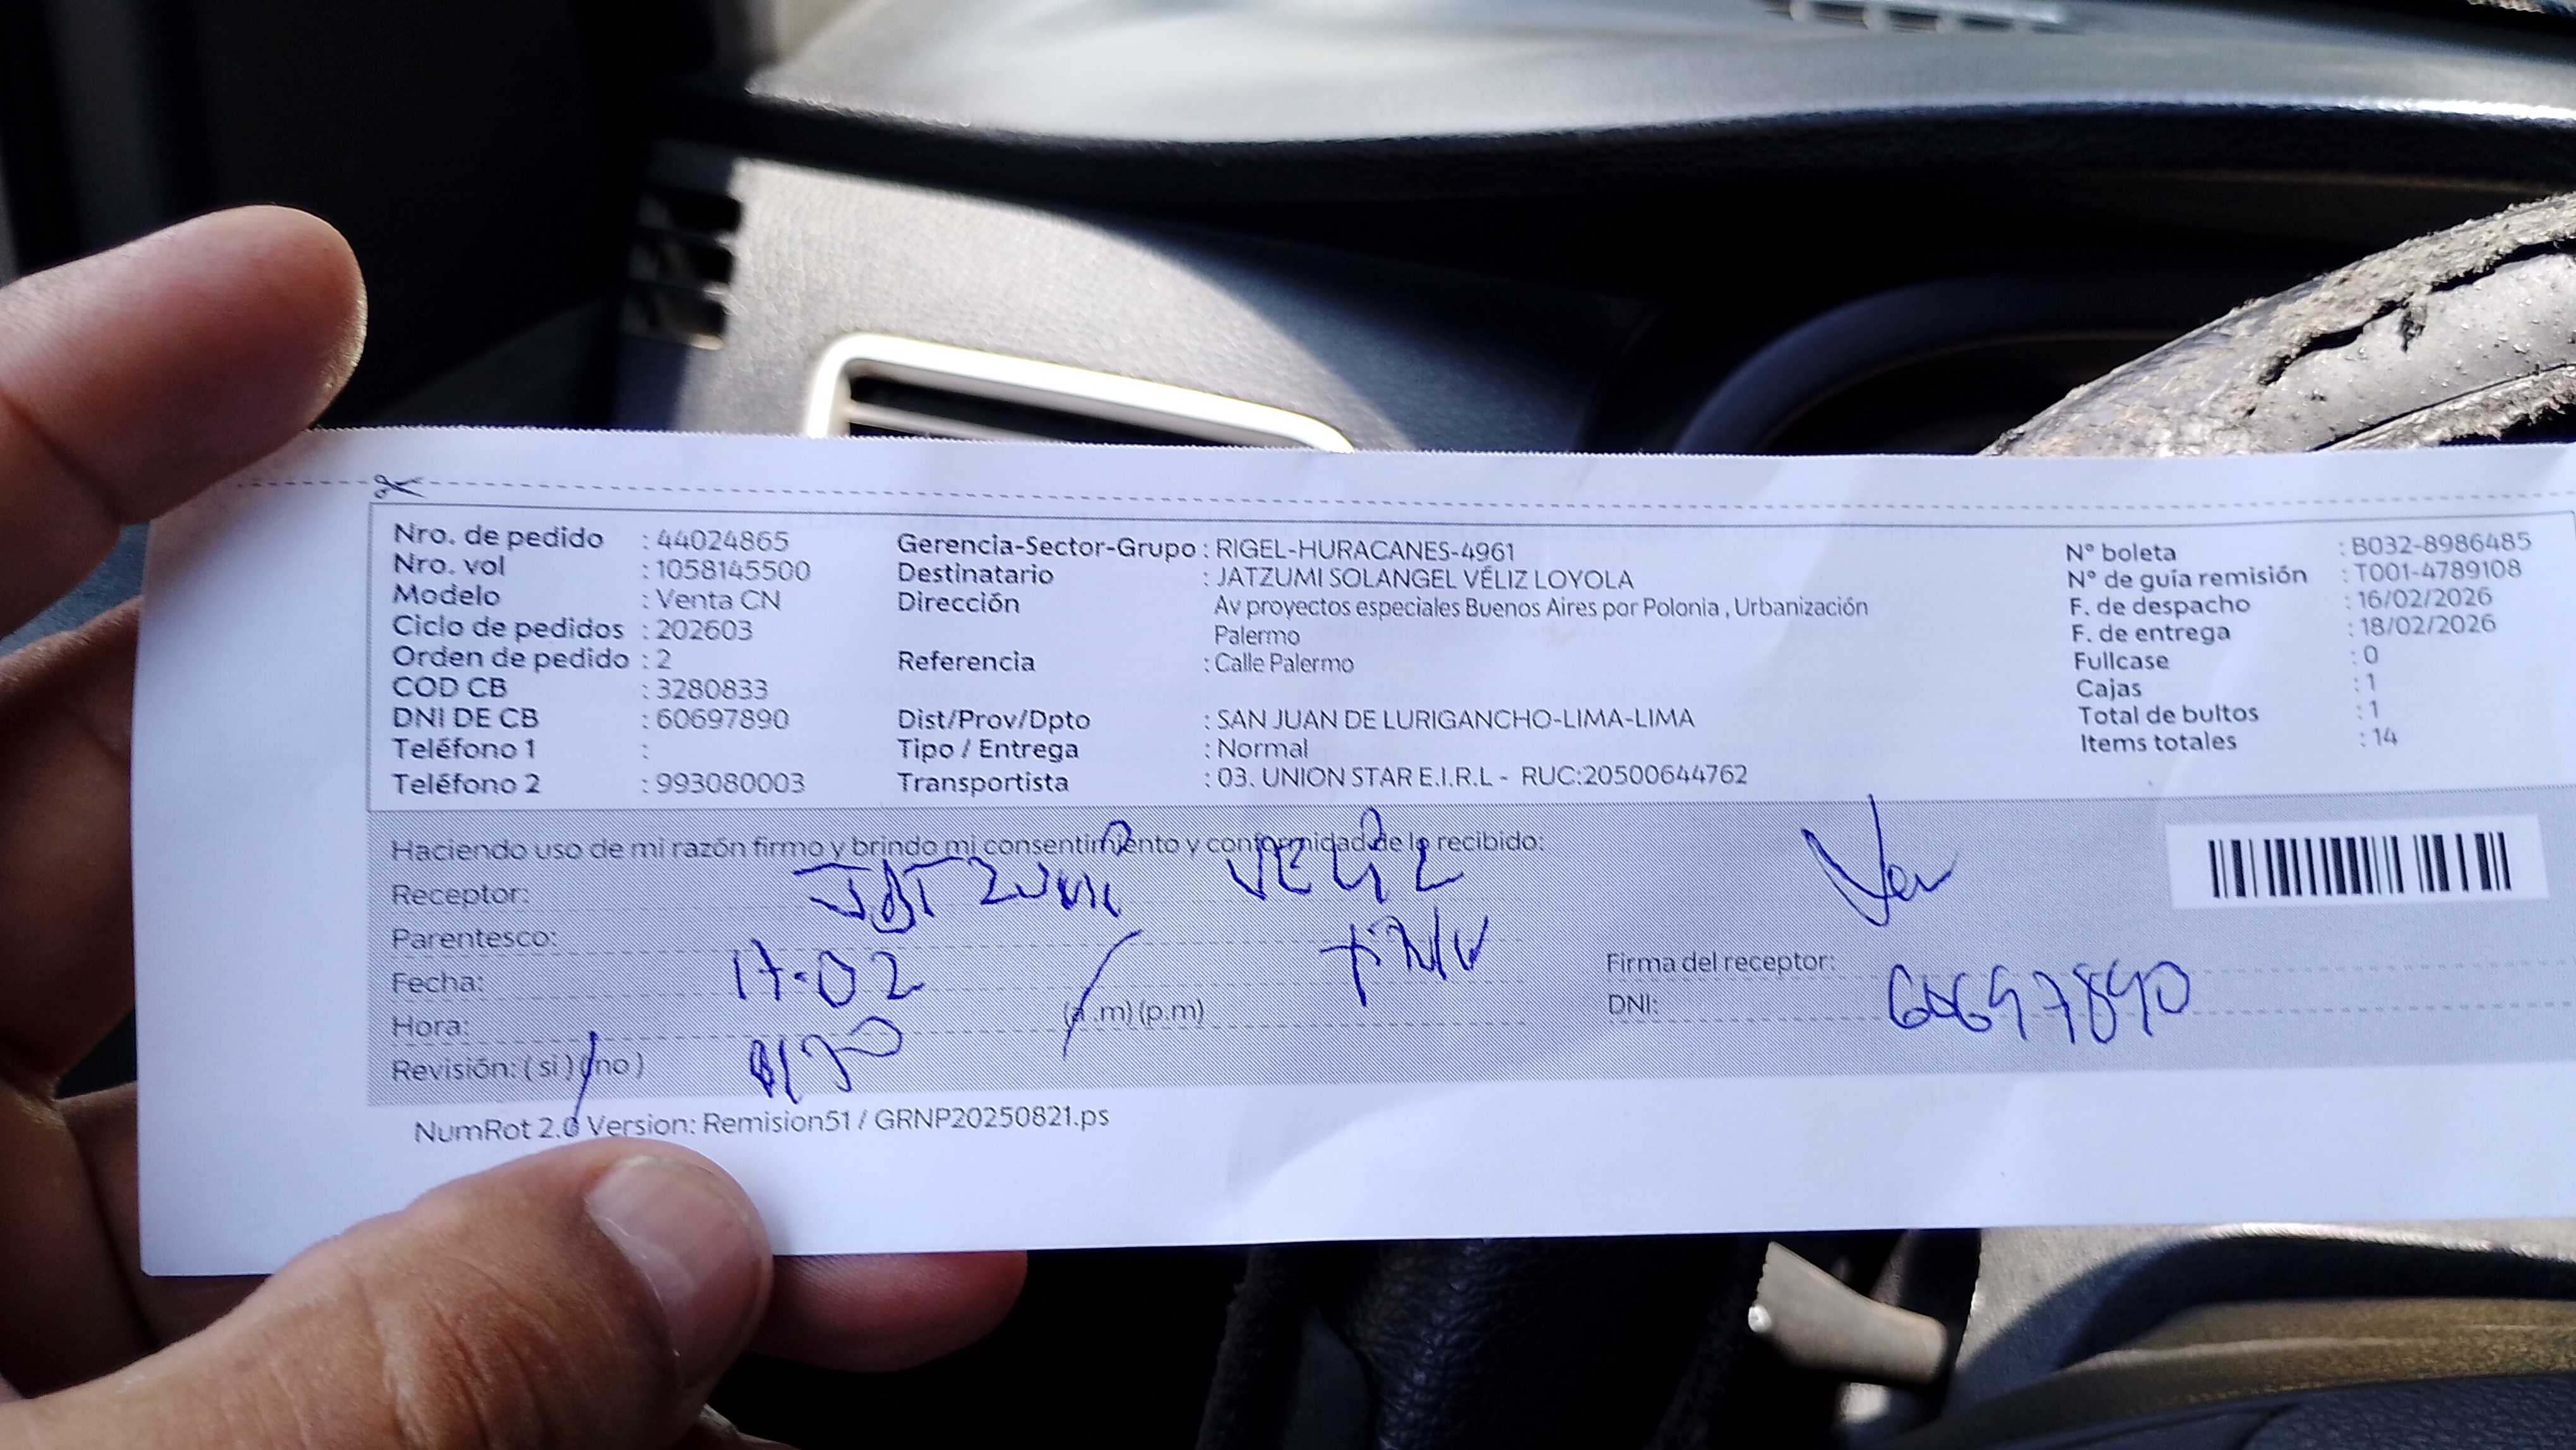 Nro. de pedido : 44024865
Nro. vol : 1058145500
Modelo : Venta CN
Ciclo de pedidos : 202603
Orden de pedido : 2
COD CB : 3280833
DNI DE CB : 60697890
Teléfono 1 :
Teléfono 2 : 993080003
Gerencia-Sector-Grupo : RIGEL-HURACANES-4961
Destinatario : JATZUMI SOLANGEL VÉLIZ LOYOLA
Dirección Av proyectos especiales Buenos Aires por Polonia , Urbanización
Palermo
Referencia : Calle Palermo
Dist/Prov/Dpto : SAN JUAN DE LURIGANCHO-LIMA-LIMA
Tipo / Entrega : Normal
Transportista : 03. UNION STAR E.I.R.L - RUC:20500644762
N° boleta : B032-8986485
N° de guía remisión : T001-4789108
F. de despacho : 16/02/2026
F. de entrega : 18/02/2026
Fullcase : 0
Cajas : 1
Total de bultos : 1
Items totales : 14
Haciendo uso de mi razón firmo y brindo mi consentimiento y conformidad de lo recibido:
Receptor: JATZUMI VELIZ
Parentesco:
Fecha: 17-02
Hora: (a.m) (p.m)
Revisión: ( si ) ( no )
Firma del receptor:
DNI: 60697890
NumRot 2.0 Version: Remision51 / GRNP20250821.ps